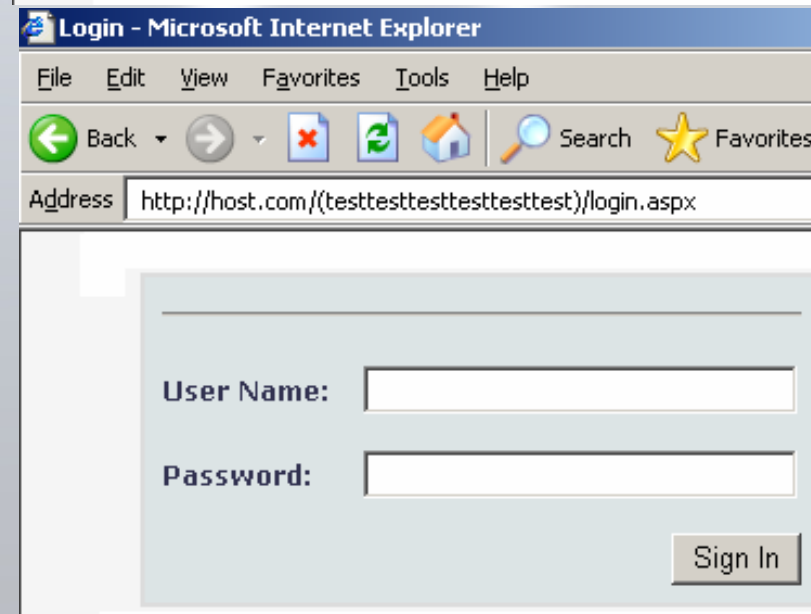 Login - Microsoft Internet Explorer
File Edit View Favorites Tools Help
Back Search Favorites
Address http://host.com/(testtesttesttesttesttest)/login.aspx
User Name:
Password:
Sign In